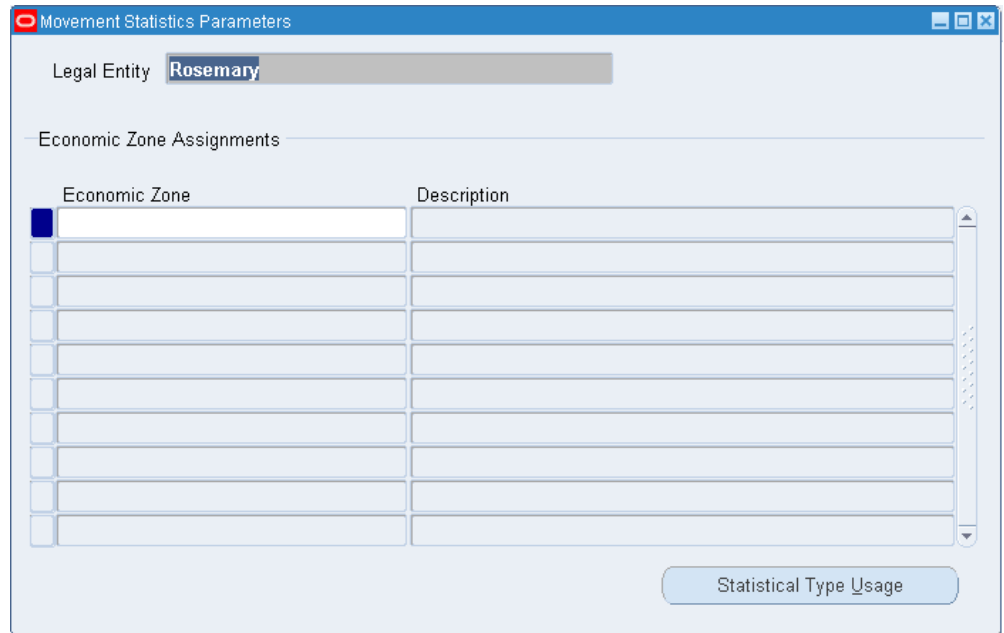 Movement Statistics Parameters
Legal Entity Rosemary
Economic Zone Assignments
Economic Zone Description
Statistical Type Usage